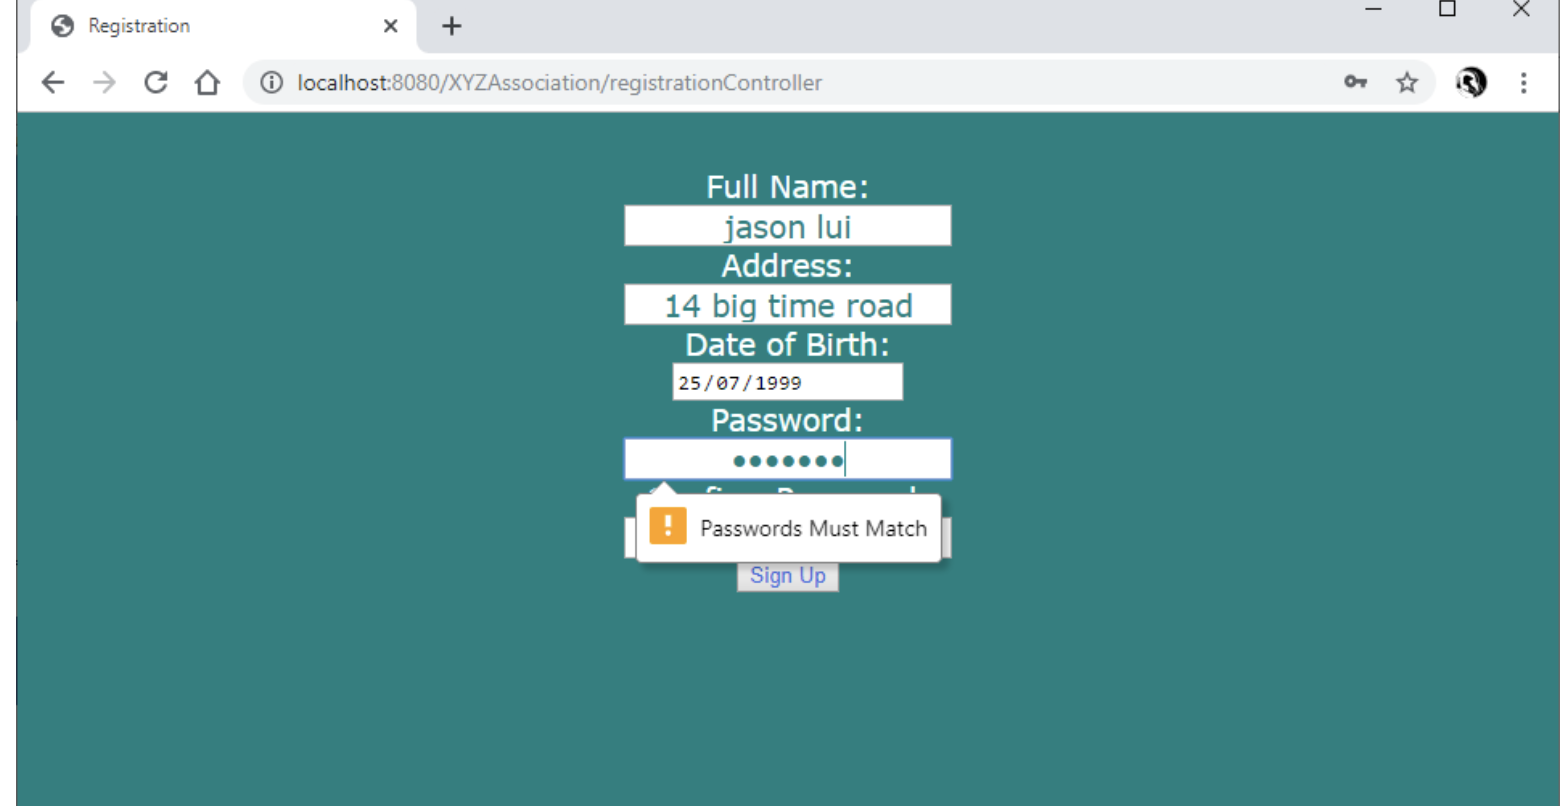 Registration
localhost:8080/XYZAssociation/registrationController
Full Name:
jason lui
Address:
14 big time road
Date of Birth:
25/07/1999
Password:
•••••••
Passwords Must Match
Sign Up